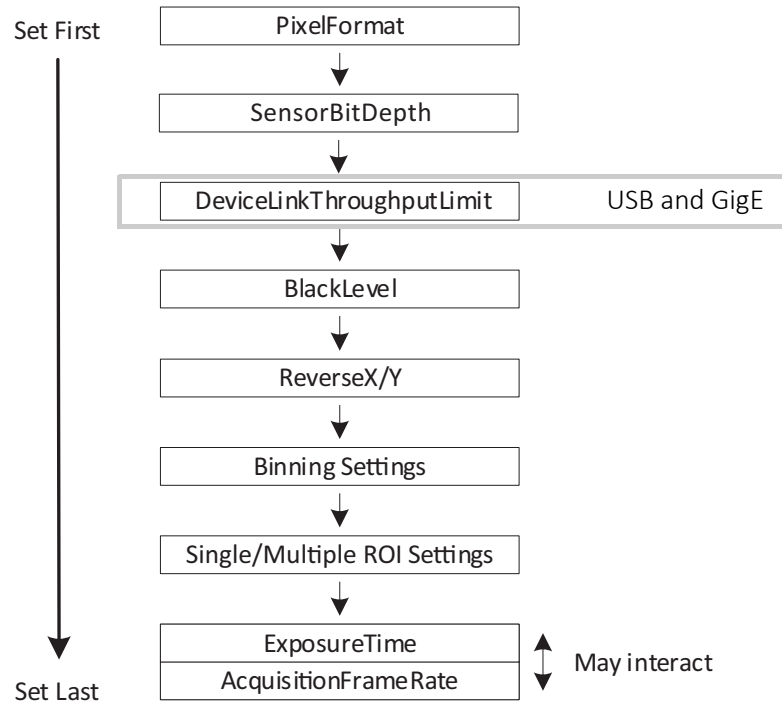 Set First
PixelFormat
SensorBitDepth
DeviceLinkThroughputLimit
USB and GigE
BlackLevel
ReverseX/Y
Binning Settings
Single/Multiple ROI Settings
ExposureTime
May interact
AcquisitionFrameRate
Set Last